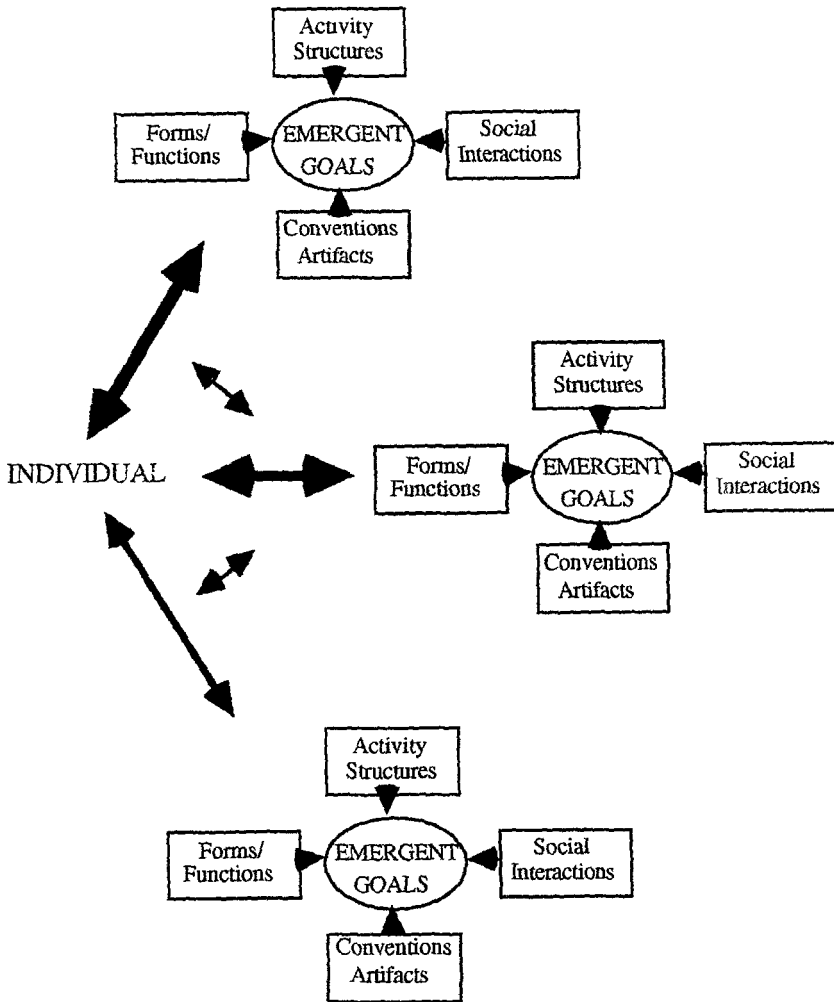 Activity
Structures
Forms/
Functions
EMERGENT
GOALS
Social
Interactions
Conventions
Artifacts
Activity
Structures
INDIVIDUAL
Forms/
Functions
EMERGENT
GOALS
Social
Interactions
Conventions
Artifacts
Activity
Structures
Forms/
Functions
EMERGENT
GOALS
Social
Interactions
Conventions
Artifacts